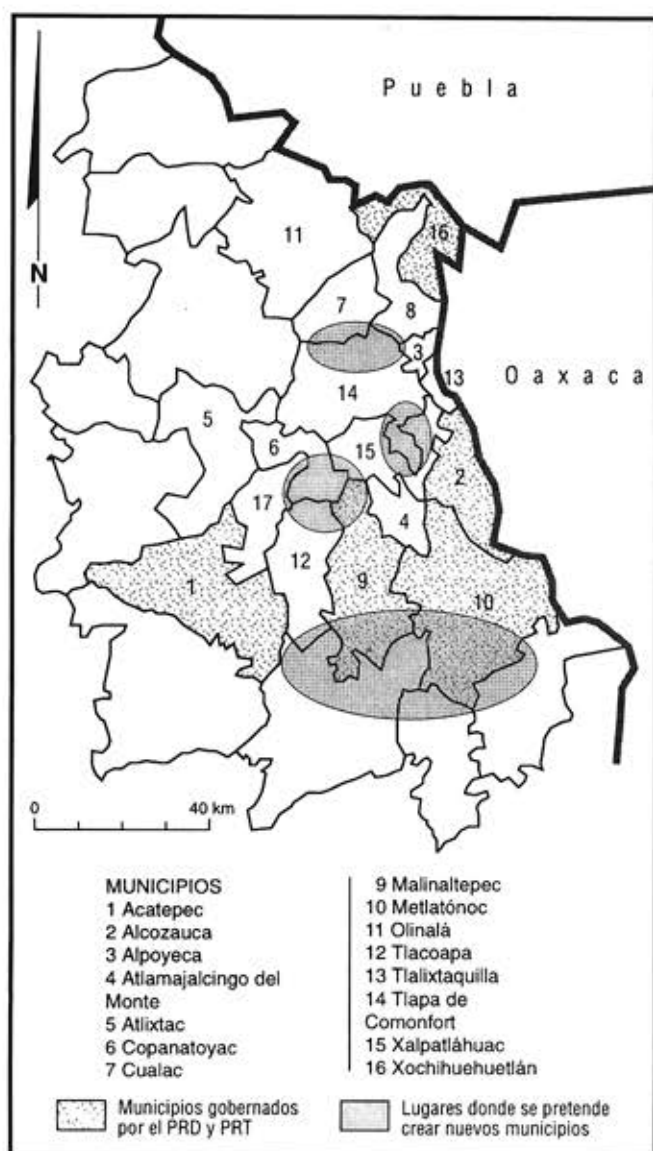 Puebla
11
16
N
7
8
3
Oaxaca
14
13
5
6
15
2
17
4
12
9
1
10
0 40 km
MUNICIPIOS
1 Acatepec
2 Alcozauca
3 Alpoyeca
4 Atlamajalcingo del
Monte
5 Atlixtac
6 Copanatoyac
7 Cualac
9 Malinaltepec
10 Metlatónoc
11 Olinalá
12 Tlacoapa
13 Tlalixtaquilla
14 Tlapa de
Comonfort
15 Xalpatláhuac
16 Xochihuehuetlán
Municipios gobernados
por el PRD y PRT
Lugares donde se pretende
crear nuevos municipios